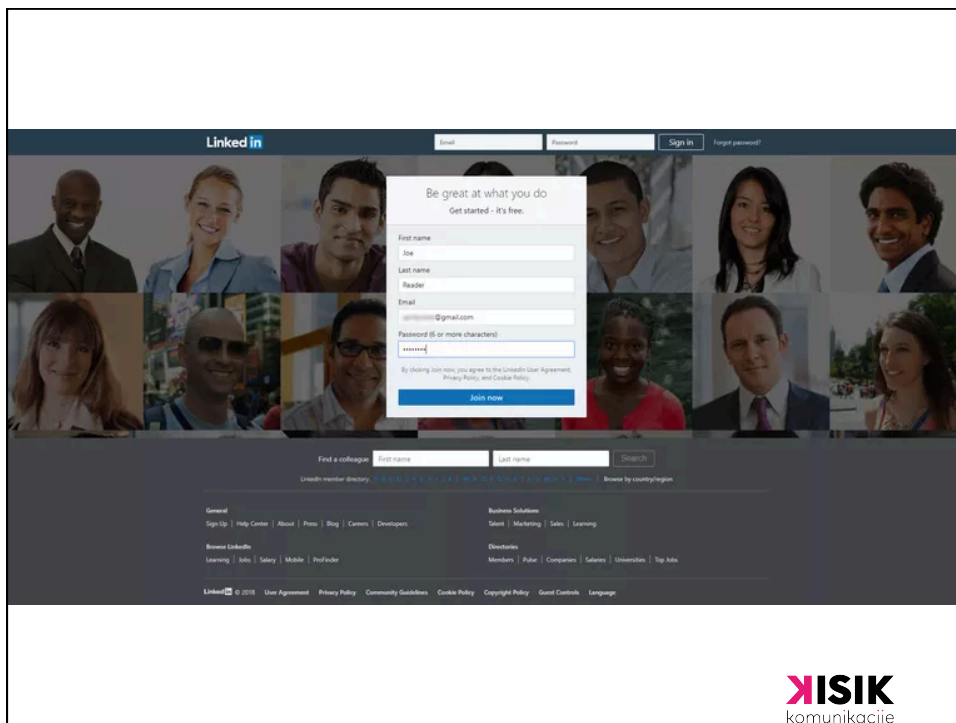 Linked in
Email
Password
Sign in
Forgot password?
Be great at what you do
Get started - it's free.
First name
Joe
Last name
Reader
Email
@gmail.com
Password (6 or more characters)
By clicking Join now, you agree to the LinkedIn User Agreement,
Privacy Policy, and Cookie Policy.
Join now
Find a colleague First name Last name Search
LinkedIn member directory: Browse by country/region
General
Sign Up | Help Center | About | Press | Blog | Careers | Developers
Business Solutions
Talent | Marketing | Sales | Learning
Browse LinkedIn
Learning | Jobs | Salary | Mobile | ProFinder
Directories
Members | Pulse | Companies | Salaries | Universities | Top Jobs
Linked in © 2018 User Agreement Privacy Policy Community Guidelines Cookie Policy Copyright Policy Guest Controls Language
KISIK
komunikacije